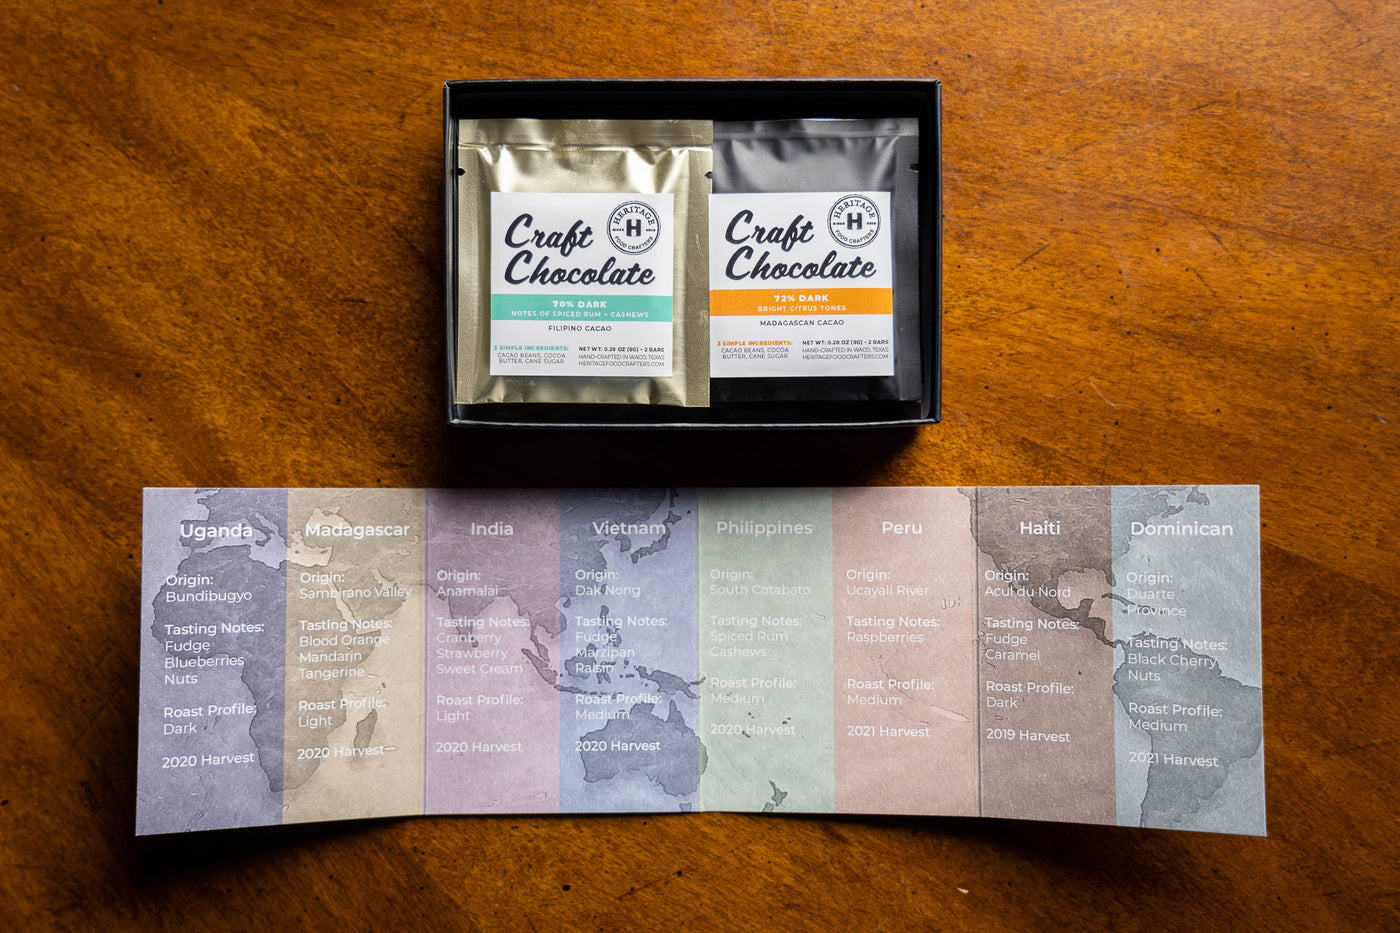 Craft
Chocolate
HERITAGE
SINCE 2019
H
FOOD CRAFTERS
70% DARK
NOTES OF SPICED RUM • CASHEWS
FILIPINO CACAO
3 SIMPLE INGREDIENTS:
CACAO BEANS, COCOA
BUTTER, CANE SUGAR
NET WT: 0.28 OZ (8G) • 2 BARS
HAND-CRAFTED IN WACO, TEXAS
HERITAGEFOODCRAFTERS.COM
Craft
Chocolate
HERITAGE
SINCE 2019
H
FOOD CRAFTERS
72% DARK
BRIGHT CITRUS TONES
MADAGASCAN CACAO
3 SIMPLE INGREDIENTS:
CACAO BEANS, COCOA
BUTTER, CANE SUGAR
NET WT: 0.28 OZ (8G) • 2 BARS
HAND-CRAFTED IN WACO, TEXAS
HERITAGEFOODCRAFTERS.COM
Uganda
Origin:
Bundibugyo
Tasting Notes:
Fudge
Blueberries
Nuts
Roast Profile:
Dark
2020 Harvest
Madagascar
Origin:
Sambirano Valley
Tasting Notes:
Blood Orange
Mandarin
Tangerine
Roast Profile:
Light
2020 Harvest
India
Origin:
Anamalai
Tasting Notes:
Cranberry
Strawberry
Sweet Cream
Roast Profile:
Light
2020 Harvest
Vietnam
Origin:
Dak Nong
Tasting Notes:
Fudge
Marzipan
Raisin
Roast Profile:
Medium
2020 Harvest
Philippines
Origin:
South Cotabato
Tasting Notes:
Spiced Rum
Cashews
Roast Profile:
Medium
2020 Harvest
Peru
Origin:
Ucayali River
Tasting Notes:
Raspberries
Roast Profile:
Medium
2021 Harvest
Haiti
Origin:
Acul du Nord
Tasting Notes:
Fudge
Caramel
Roast Profile:
Dark
2019 Harvest
Dominican
Origin:
Duarte
Province
Tasting Notes:
Black Cherry
Nuts
Roast Profile:
Medium
2021 Harvest